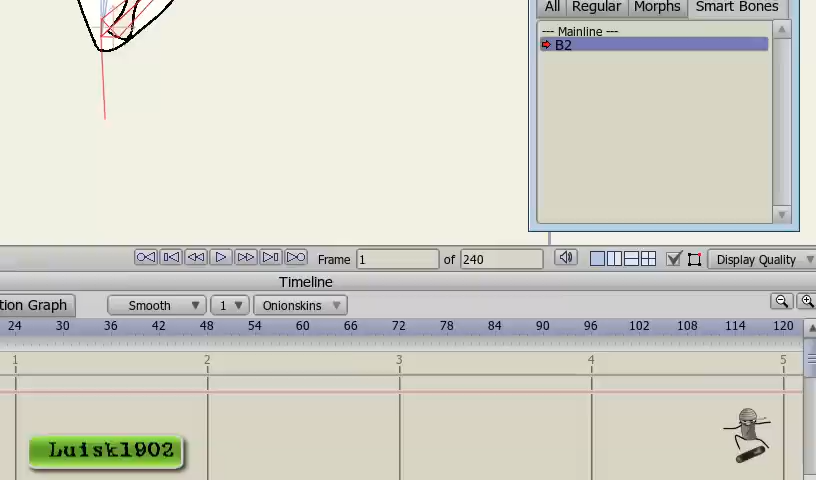 All Regular Morphs Smart Bones
--- Mainline ---
B2
Frame 1 of 240 Display Quality
Timeline
tion Graph Smooth 1 Onionskins
24 30 36 42 48 54 60 66 72 78 84 90 96 102 108 114 120
1 2 3 4 5
Luisk1902